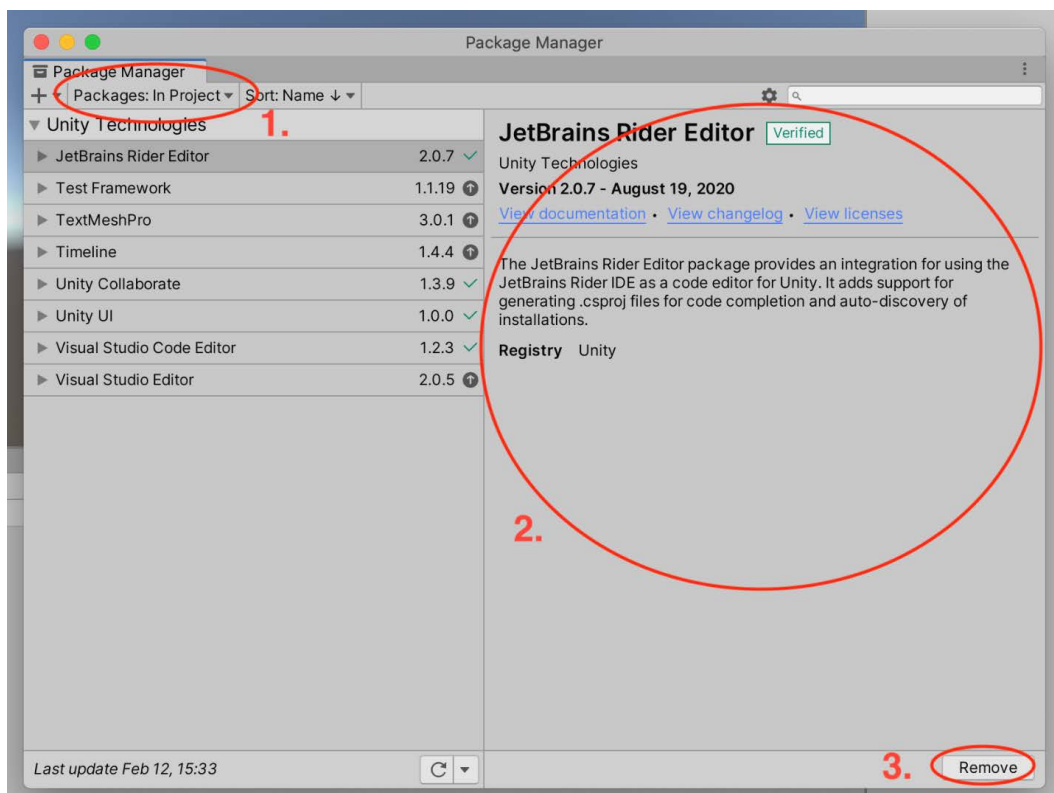 Package Manager
Package Manager
Packages: In Project Sort: Name ↓
1.
Unity Technologies
JetBrains Rider Editor 2.0.7
Test Framework 1.1.19
TextMeshPro 3.0.1
Timeline 1.4.4
Unity Collaborate 1.3.9
Unity UI 1.0.0
Visual Studio Code Editor 1.2.3
Visual Studio Editor 2.0.5
Last update Feb 12, 15:33
JetBrains Rider Editor Verified
Unity Technologies
Version 2.0.7 - August 19, 2020
View documentation • View changelog • View licenses
The JetBrains Rider Editor package provides an integration for using the
JetBrains Rider IDE as a code editor for Unity. It adds support for
generating .csproj files for code completion and auto-discovery of
installations.
Registry Unity
2.
3.
Remove